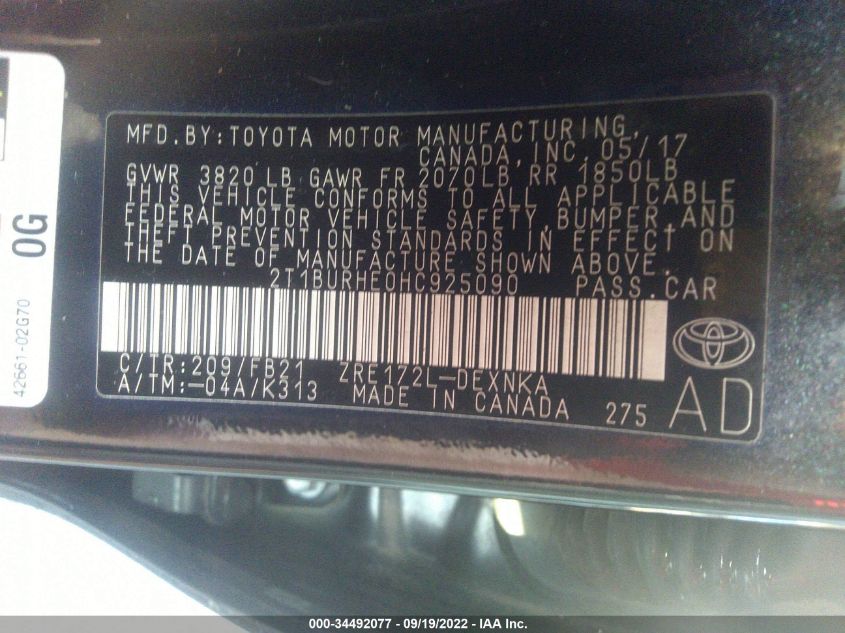 MFD.BY:TOYOTA MOTOR MANUFACTURING,
CANADA, INC. 05/17
GVWR 3820 LB GAWR FR 2070LB RR 1850LB
THIS VEHICLE CONFORMS TO ALL APPLICABLE
FEDERAL MOTOR VEHICLE SAFETY, BUMPER, AND
THEFT PREVENTION STANDARDS IN EFFECT ON
THE DATE OF MANUFACTURE SHOWN ABOVE.
2T1BURHE0HC925090 PASS.CAR
C/TR:209/FB21 ZRE172L-DEXNKA
A/TM:-04A/K313 MADE IN CANADA 275 AD
0G
42661-02G70
000-34492077 - 09/19/2022 - IAA Inc.